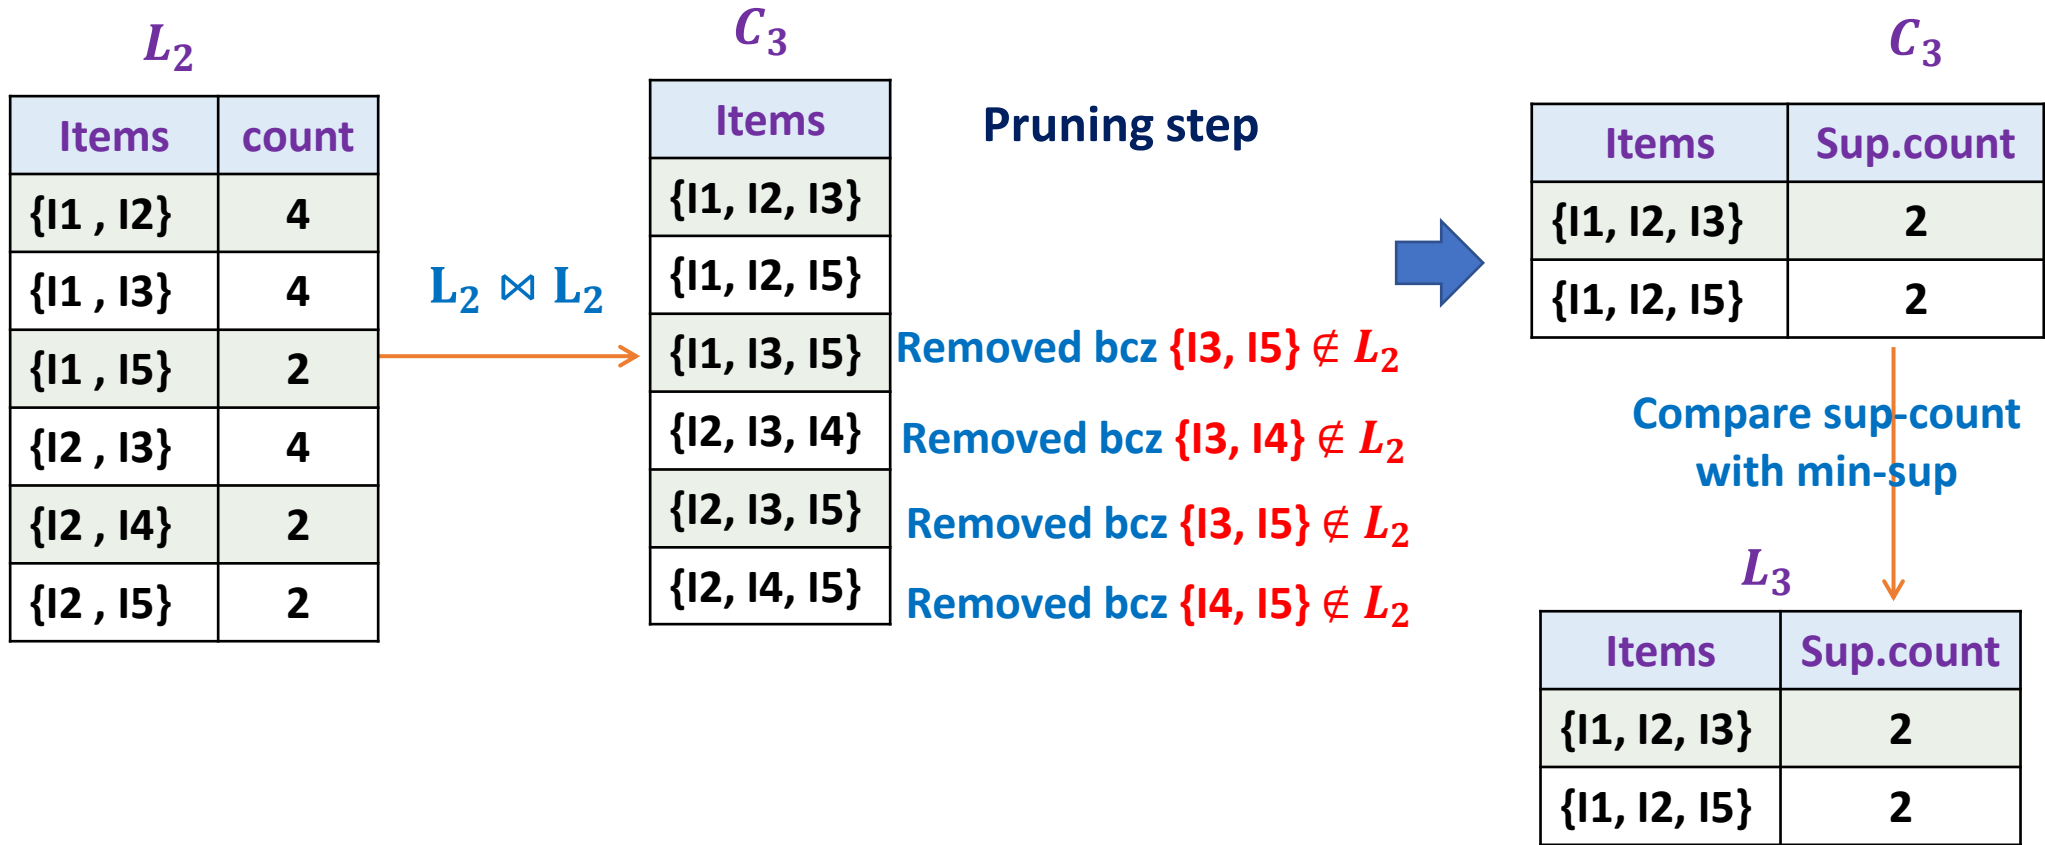 L₂
Items count
{I1 , I2} 4
{I1 , I3} 4
{I1 , I5} 2
{I2 , I3} 4
{I2 , I4} 2
{I2 , I5} 2
L₂ ⋈ L₂
C₃
Items
{I1, I2, I3}
{I1, I2, I5}
{I1, I3, I5}
{I2, I3, I4}
{I2, I3, I5}
{I2, I4, I5}
Pruning step
Removed bcz {I3, I5} ∉ L₂
Removed bcz {I3, I4} ∉ L₂
Removed bcz {I3, I5} ∉ L₂
Removed bcz {I4, I5} ∉ L₂
C₃
Items Sup.count
{I1, I2, I3} 2
{I1, I2, I5} 2
Compare sup-count
with min-sup
L₃
Items Sup.count
{I1, I2, I3} 2
{I1, I2, I5} 2